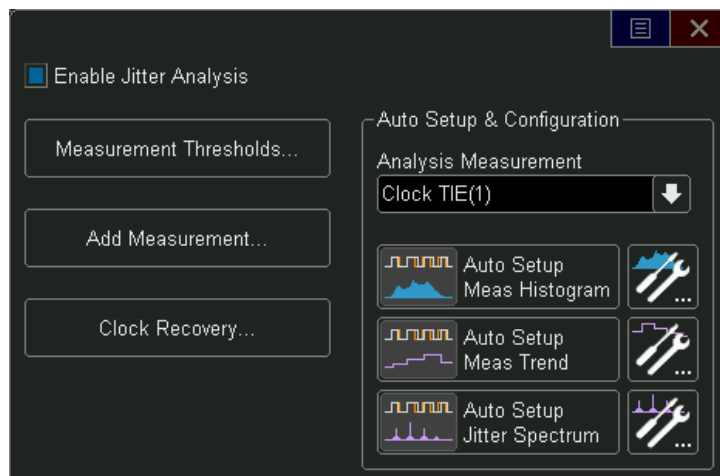 Enable Jitter Analysis
Measurement Thresholds...
Add Measurement...
Clock Recovery...
Auto Setup & Configuration
Analysis Measurement
Clock TIE(1)
Auto Setup
Meas Histogram
...
Auto Setup
Meas Trend
...
Auto Setup
Jitter Spectrum
...